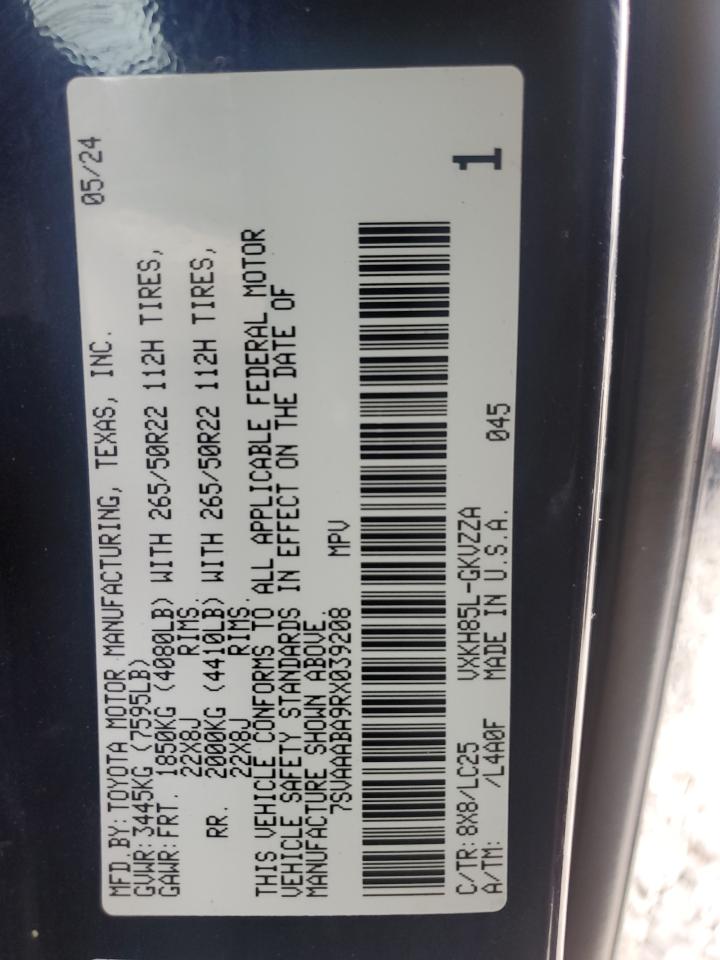 MFD.BY:TOYOTA MOTOR MANUFACTURING, TEXAS, INC. 05/24
GVWR:3445KG (7595LB)
GAWR:FRT. 1850KG (4080LB) WITH 265/50R22 112H TIRES,
22X8J RIMS
RR. 2000KG (4410LB) WITH 265/50R22 112H TIRES,
22X8J RIMS.
THIS VEHICLE CONFORMS TO ALL APPLICABLE FEDERAL MOTOR
VEHICLE SAFETY STANDARDS IN EFFECT ON THE DATE OF
MANUFACTURE SHOWN ABOVE.
7SVAAABA9RX039208 MPV
C/TR:8X8/LC25 VXKH85L-GKVZZA 1
A/TM: /L4A0F MADE IN U.S.A. 045